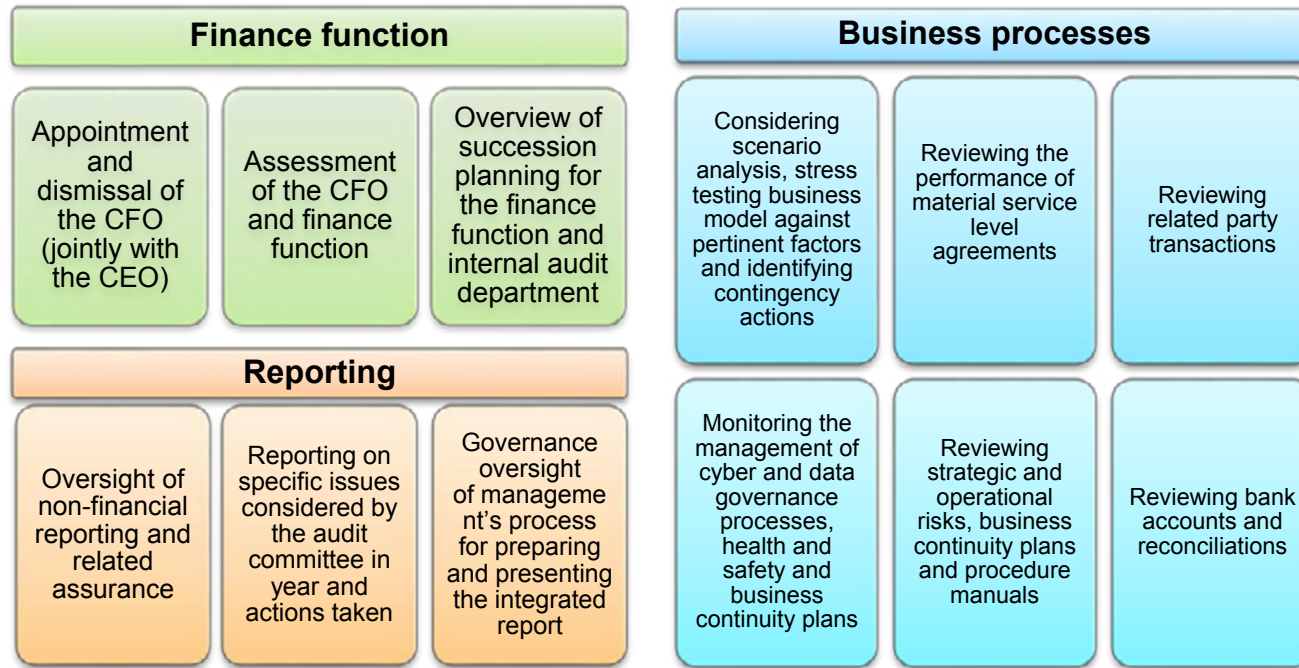 Finance function
Appointment
and
dismissal of
the CFO
(jointly with
the CEO)
Assessment
of the CFO
and finance
function
Overview of
succession
planning for
the finance
function and
internal audit
department
Reporting
Oversight of
non-financial
reporting and
related
assurance
Reporting on
specific issues
considered by
the audit
committee in
year and
actions taken
Governance
oversight
of manageme
nt’s process
for preparing
and presenting
the integrated
report
Business processes
Considering
scenario
analysis, stress
testing business
model against
pertinent factors
and identifying
contingency
actions
Reviewing the
performance of
material service
level
agreements
Reviewing
related party
transactions
Monitoring the
management of
cyber and data
governance
processes,
health and
safety and
business
continuity plans
Reviewing
strategic and
operational
risks, business
continuity plans
and procedure
manuals
Reviewing bank
accounts and
reconciliations